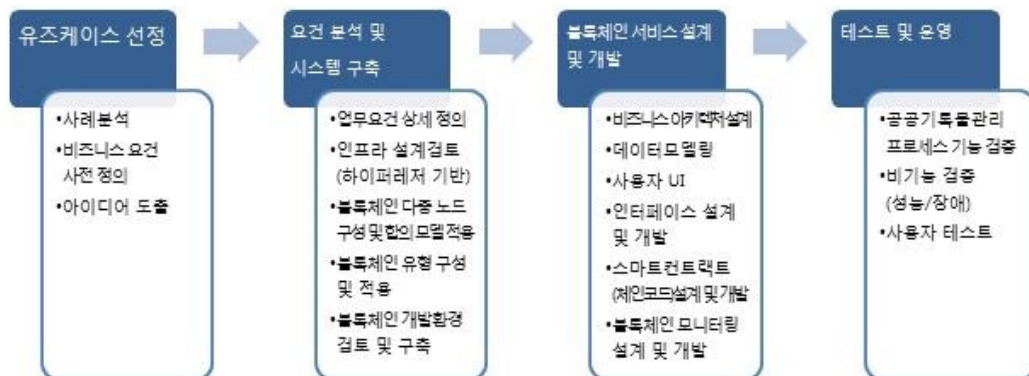 유즈케이스 선정
•사례분석
•비즈니스 요건
사전 정의
•아이디어 도출
요건 분석 및
시스템 구축
•업무요건 상세 정의
•인프라 설계검토
(하이퍼레저 기반)
•블록체인 다중 노드
구성 및 합의 모델 적용
•블록체인 유형 구성
및 적용
•블록체인 개발환경
검토 및 구축
블록체인 서비스 설계
및 개발
•비즈니스 아키텍처 설계
•데이터모델링
•사용자 UI
•인터페이스 설계
및 개발
•스마트컨트랙트
(체인코드)설계 및 개발
•블록체인 모니터링
설계 및 개발
테스트 및 운영
•공공기록물관리
프로세스 기능 검증
•비기능 검증
(성능/장애)
•사용자 테스트